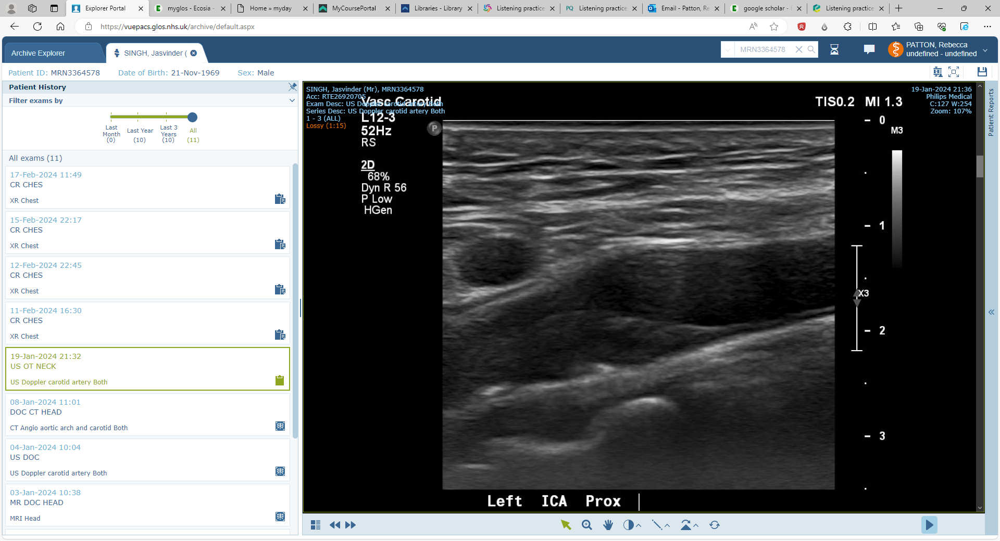 Explorer Portal
myglos - Ecosia -
Home » myday
MyCoursePortal
Libraries - Library
Listening practice
PQ Listening practice
Email - Patton, Re
google scholar -
Listening practice
https://vuepacs.glos.nhs.uk/archive/default.aspx
Archive Explorer
SINGH, Jasvinder (
MRN3364578
PATTON, Rebecca
undefined - undefined
Patient ID: MRN3364578 Date of Birth: 21-Nov-1969 Sex: Male
Patient History
Filter exams by
Last Month (0)
Last Year (10)
Last 3 Years (10)
All (11)
All exams (11)
17-Feb-2024 11:49
CR CHES
XR Chest
15-Feb-2024 22:17
CR CHES
XR Chest
12-Feb-2024 22:45
CR CHES
XR Chest
11-Feb-2024 16:30
CR CHES
XR Chest
19-Jan-2024 21:32
US OT NECK
US Doppler carotid artery Both
08-Jan-2024 11:01
DOC CT HEAD
CT Angio aortic arch and carotid Both
04-Jan-2024 10:04
US DOC
US Doppler carotid artery Both
03-Jan-2024 10:38
MR DOC HEAD
MRI Head
SINGH, Jasvinder (Mr), MRN3364578
Acc: RTE26920705
Exam Desc: US Doppler carotid artery Both
Series Desc: US Doppler carotid artery Both
1 - 3 (ALL)
Lossy (1:15)
Vasc Carotid
L12-3
52Hz
RS
2D
68%
Dyn R 56
P Low
HGen
P
TIS0.2 MI 1.3
19-Jan-2024 21:36
Philips Medical
C:127 W:254
Zoom: 107%
M3
0
1
X3
2
3
Left ICA Prox
Patient Reports